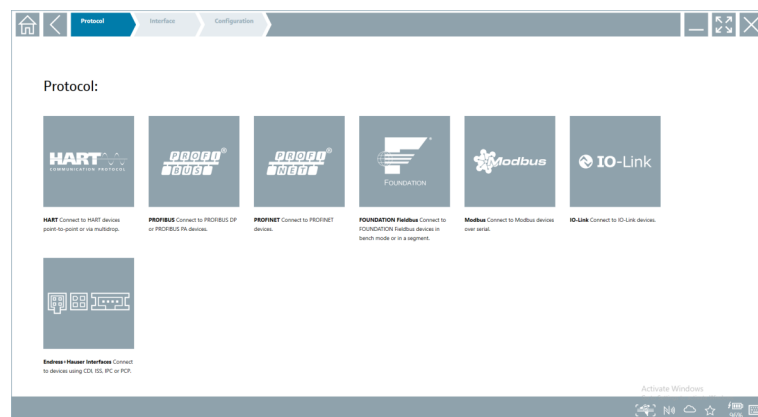 Protocol
Interface
Configuration
Protocol:
HART
COMMUNICATION PROTOCOL
PROFI
BUS
PROFI
NET
FOUNDATION
Modbus
IO-Link
HART Connect to HART devices
point-to-point or via multidrop.
PROFIBUS Connect to PROFIBUS DP
or PROFIBUS PA devices.
PROFINET Connect to PROFINET
devices.
FOUNDATION Fieldbus Connect to
FOUNDATION Fieldbus devices in
bench mode or in a segment.
Modbus Connect to Modbus devices
over serial.
IO-Link Connect to IO-Link devices.
Endress+Hauser Interfaces Connect
to devices using CDI, ISS, IPC or PCP.
Activate Windows
96%